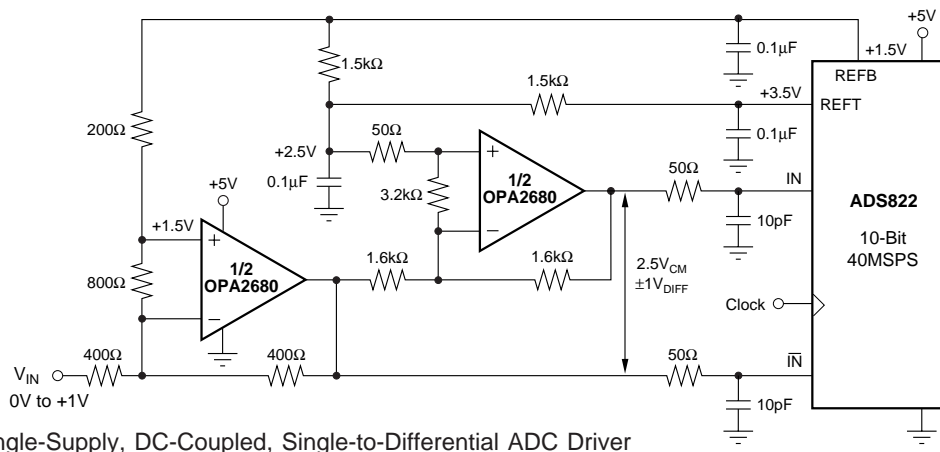 +5V
+1.5V
0.1µF
REFB
1.5kΩ
1.5kΩ
+3.5V
REFT
200Ω
50Ω
0.1µF
+2.5V
+
0.1µF
3.2kΩ
1/2
OPA2680
−
50Ω
IN
ADS822
10-Bit
40MSPS
10pF
+5V
+1.5V
+
1/2
OPA2680
−
800Ω
1.6kΩ
1.6kΩ
2.5VCM
±1VDIFF
Clock
400Ω
400Ω
50Ω
IN
VIN
0V to +1V
10pF
ngle-Supply, DC-Coupled, Single-to-Differential ADC Driver